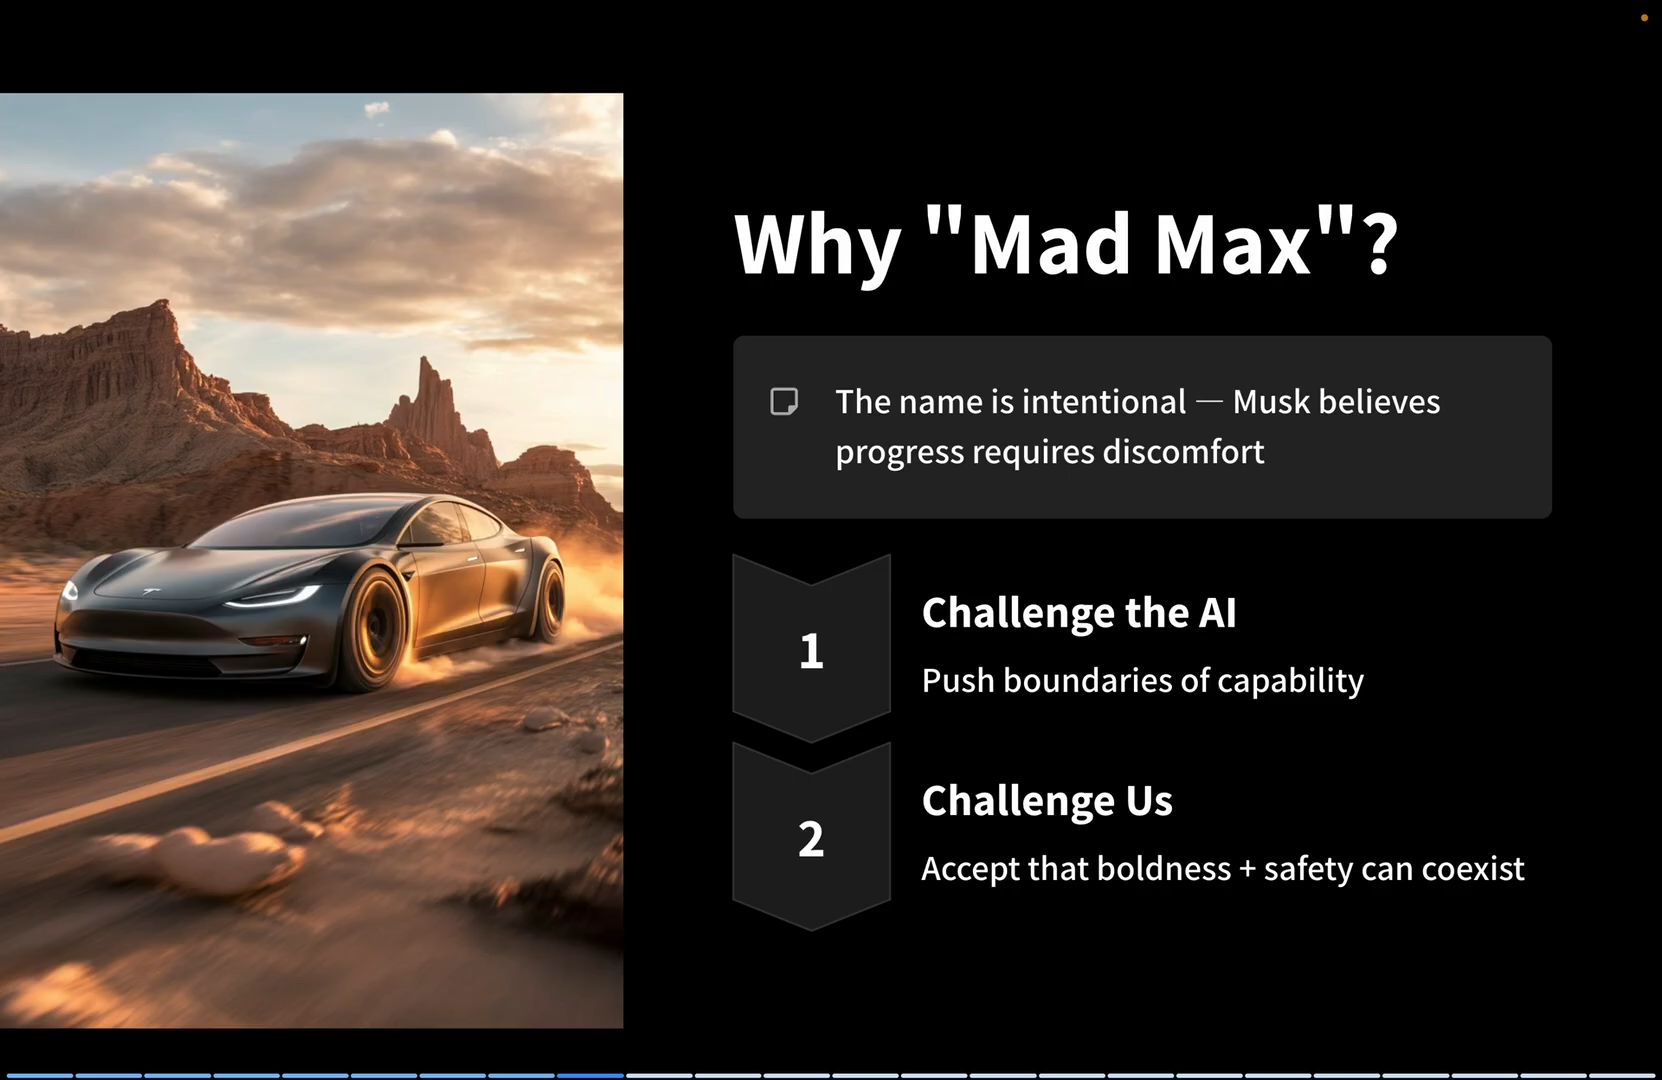 Why "Mad Max"?
The name is intentional — Musk believes
progress requires discomfort
1
Challenge the AI
Push boundaries of capability
2
Challenge Us
Accept that boldness + safety can coexist